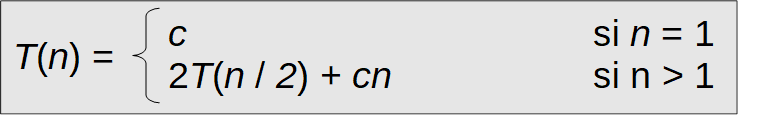 T(n) = { c si n = 1
2T(n / 2) + cn si n > 1